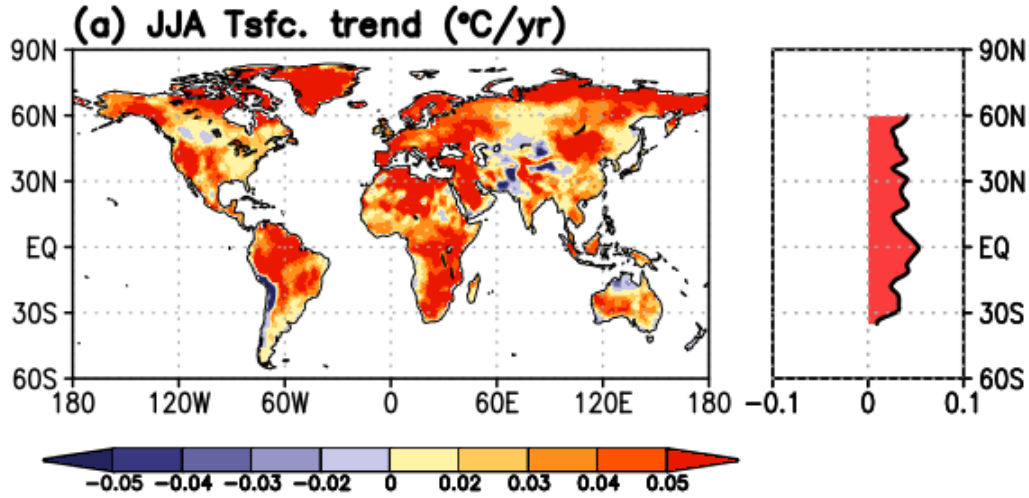 (a) JJA Tsfc. trend (°C/yr)
90N
60N
30N
EQ
30S
60S
180 120W 60W 0 60E 120E 180
90N
60N
30N
EQ
30S
60S
-0.1 0 0.1
-0.05 -0.04 -0.03 -0.02 0 0.02 0.03 0.04 0.05